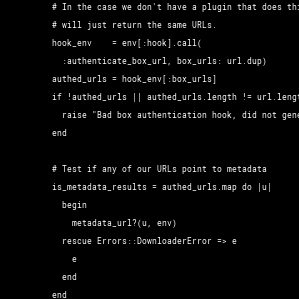 # In the case we don't have a plugin that does thi
# will just return the same URLs.
hook_env    = env[:hook].call(
:authenticate_box_url, box_urls: url.dup)
authed_urls = hook_env[:box_urls]
if !authed_urls || authed_urls.length != url.lengt
raise "Bad box authentication hook, did not gene
end
# Test if any of our URLs point to metadata
is_metadata_results = authed_urls.map do |u|
begin
metadata_url?(u, env)
rescue Errors::DownloaderError => e
e
end
end